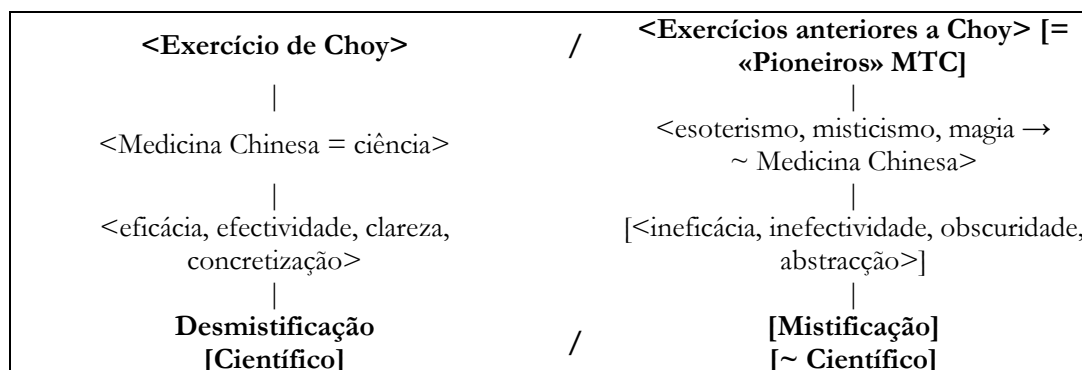 <Exercício de Choy>
/
<Exercícios anteriores a Choy> [=
«Pioneiros» MTC]
|
|
<Medicina Chinesa = ciência>
<esoterismo, misticismo, magia →
~ Medicina Chinesa>
|
|
<eficácia, efectividade, clareza,
concretização>
[<ineficácia, inefectividade, obscuridade,
abstracção>]
|
|
Desmistificação
[Científico]
/
[Mistificação]
[~ Científico]